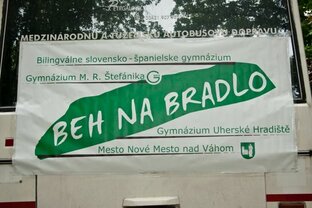 MEDZINÁRODNÚ A TUZEMSKÚ AUTOBUSOVÚ DOPRAVU
Bilingválne slovensko - španielske gymnázium
Gymnázium M. R. Štefánika G
BEH NA BRADLO
Gymnázium Uherské Hradiště
Mesto Nové Mesto nad Váhom